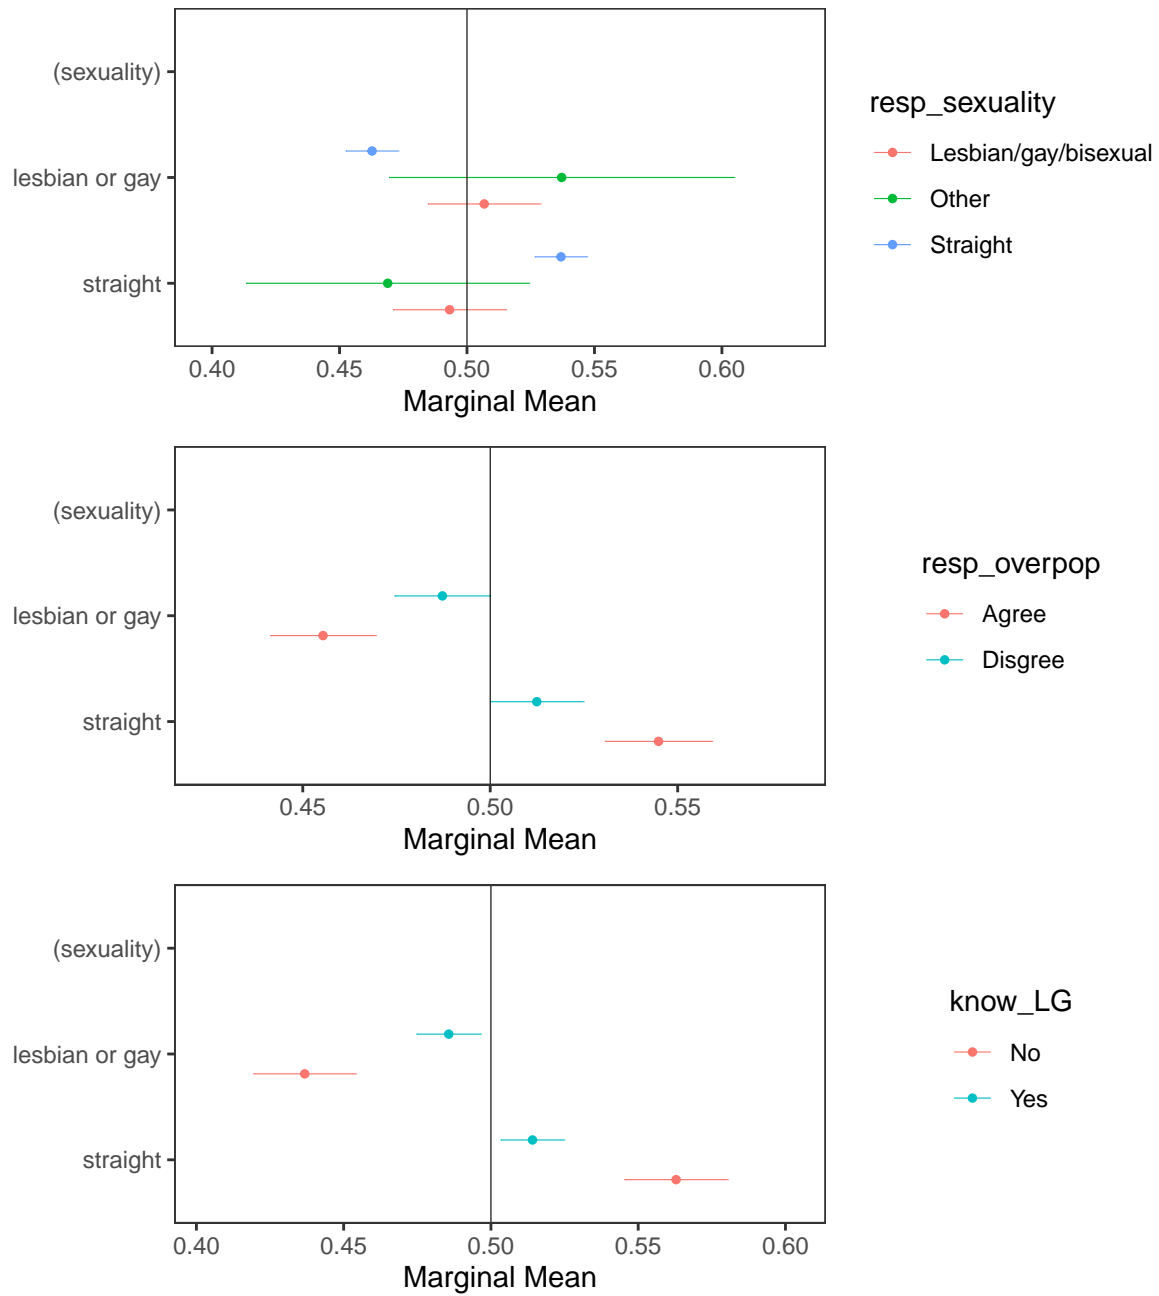 (sexuality)
lesbian or gay
straight
0.40 0.45 0.50 0.55 0.60
Marginal Mean
resp_sexuality
Lesbian/gay/bisexual
Other
Straight
(sexuality)
lesbian or gay
straight
0.45 0.50 0.55
Marginal Mean
resp_overpop
Agree
Disgree
(sexuality)
lesbian or gay
straight
0.40 0.45 0.50 0.55 0.60
Marginal Mean
know_LG
No
Yes